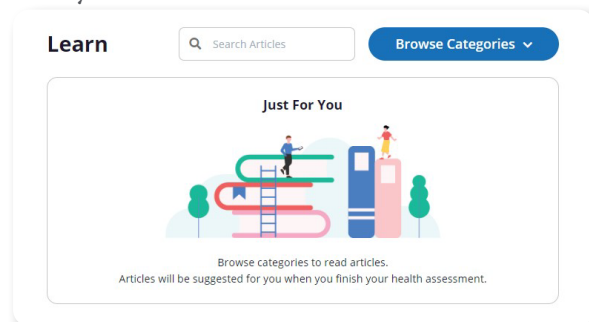 Learn
Search Articles
Browse Categories
Just For You
Browse categories to read articles.
Articles will be suggested for you when you finish your health assessment.